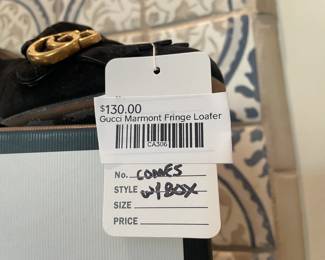 $130.00
Gucci Marmont Fringe Loafer
CA306
No. COMES
STYLE W/ BOX
SIZE
PRICE